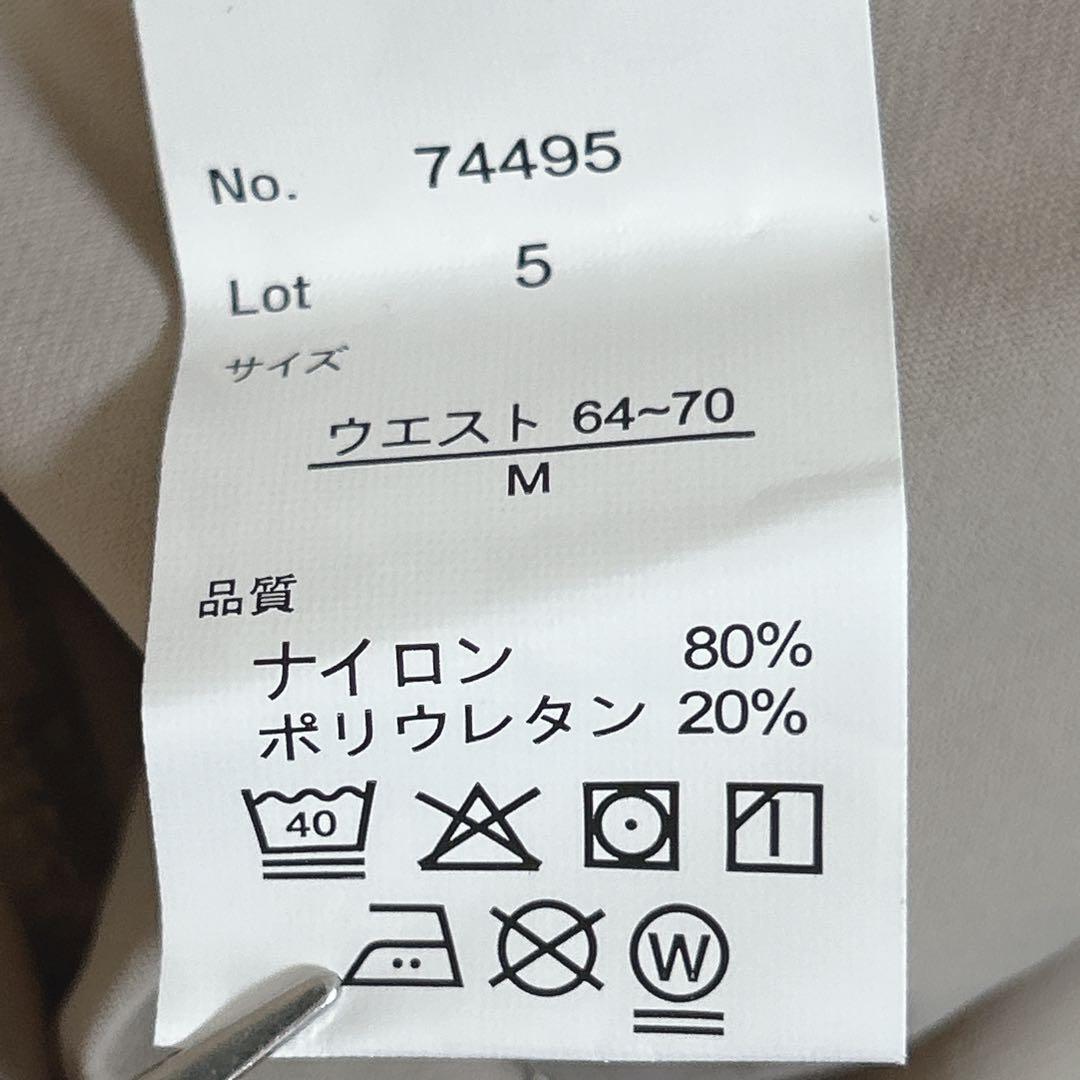 No. 74495
Lot 5
サイズ
ウエスト 64~70
M
品質
ナイロン 80%
ポリウレタン 20%
40
W